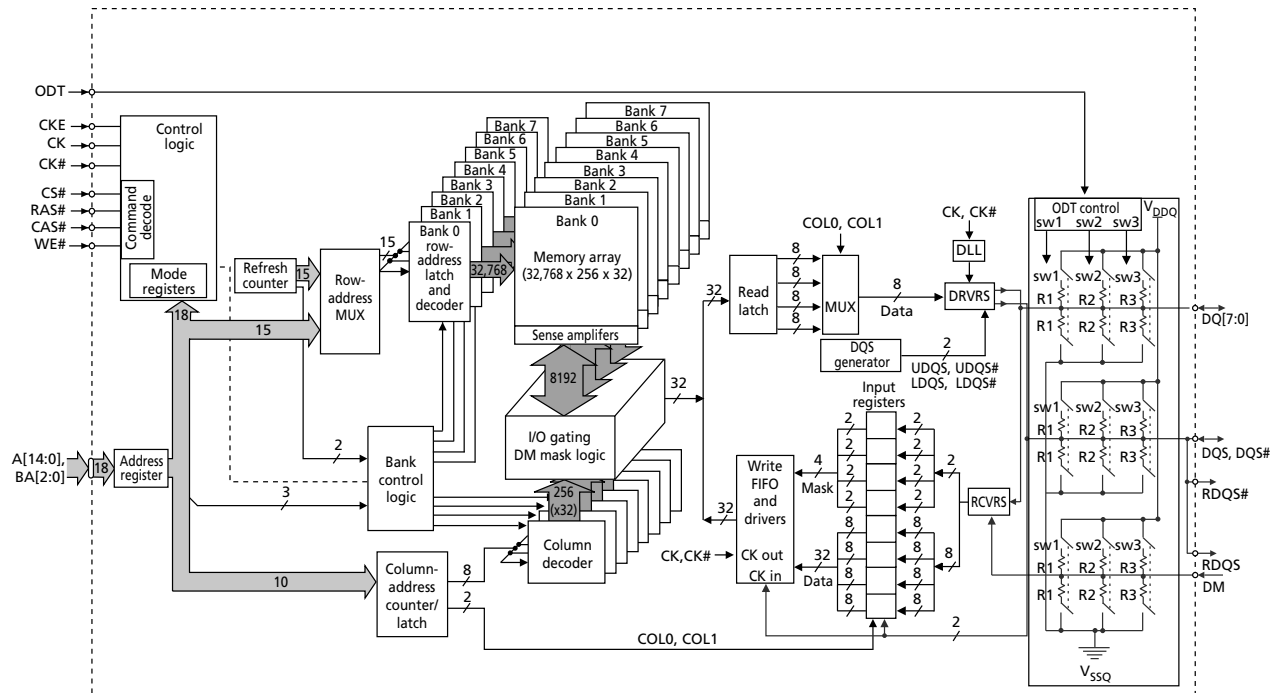 ODT
CKE
CK
CK#
CS#
RAS#
CAS#
WE#
Control
logic
Command
decode
Mode
registers
Refresh
counter
15
Row-
address
MUX
15
18
15
Bank 7
Bank 6
Bank 5
Bank 4
Bank 3
Bank 2
Bank 1
Bank 0
row-
address
latch
and
decoder
32,768
Bank 7
Bank 6
Bank 5
Bank 4
Bank 3
Bank 2
Bank 1
Bank 0
Memory array
(32,768 x 256 x 32)
Sense amplifers
8192
I/O gating
DM mask logic
32
256
(x32)
Column
decoder
A[14:0],
BA[2:0]
18
Address
register
2
3
Bank
control
logic
10
Column-
address
counter/
latch
8
2
COL0, COL1
32
Read
latch
8
8
8
8
COL0, COL1
MUX
8
Data
CK, CK#
DLL
DRVRS
DQS
generator
2
UDQS, UDQS#
LDQS, LDQS#
Input
registers
2
2
2
2
2
2
2
2
2
8
8
8
8
8
8
8
8
8
4
Mask
32
Data
32
Write
FIFO
and
drivers
CK out
CK in
CK,CK#
RCVRS
2
ODT control
sw1 sw2 sw3
VDDQ
sw1 sw2 sw3
R1 R2 R3
R1 R2 R3
sw1 sw2 sw3
R1 R2 R3
R1 R2 R3
sw1 sw2 sw3
R1 R2 R3
R1 R2 R3
VSSQ
DQ[7:0]
DQS, DQS#
RDQS#
RDQS
DM